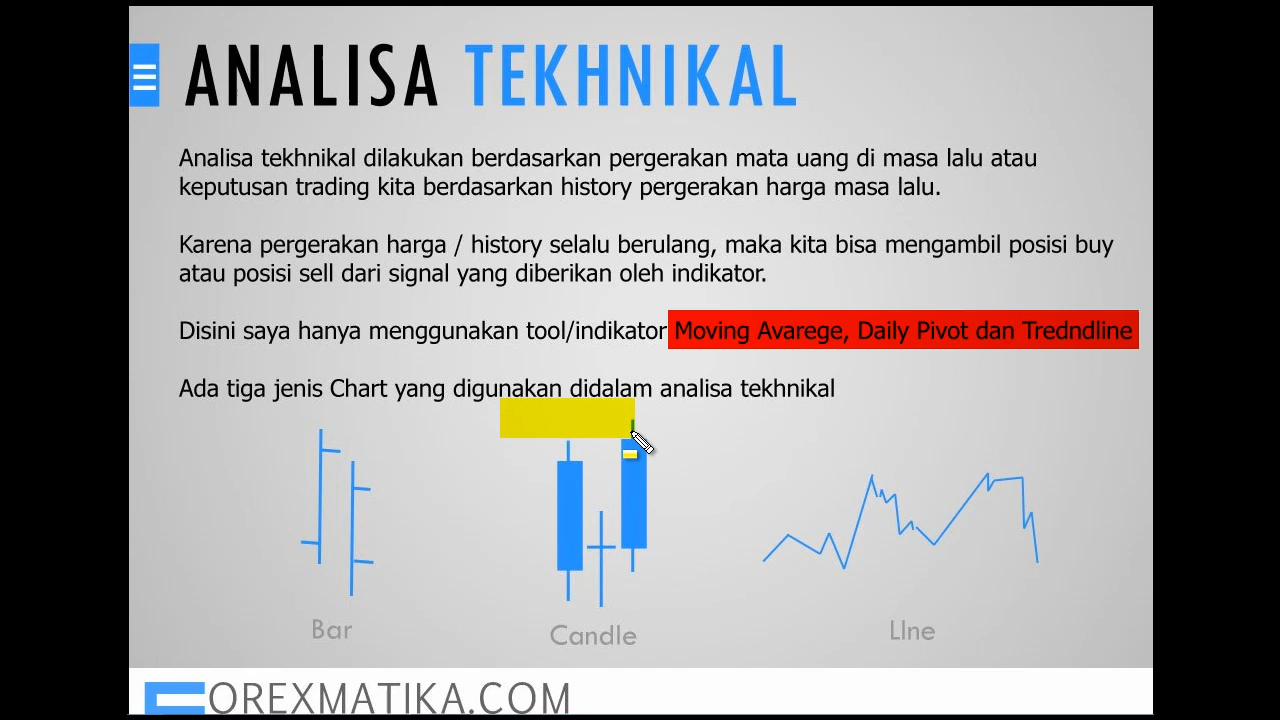 ANALISA TEKHNIKAL
Analisa tekhnikal dilakukan berdasarkan pergerakan mata uang di masa lalu atau
keputusan trading kita berdasarkan history pergerakan harga masa lalu.
Karena pergerakan harga / history selalu berulang, maka kita bisa mengambil posisi buy
atau posisi sell dari signal yang diberikan oleh indikator.
Disini saya hanya menggunakan tool/indikator Moving Avarege, Daily Pivot dan Tredndline
Ada tiga jenis Chart yang digunakan didalam analisa tekhnikal
Bar
Candle
LIne
FOREXMATIKA.COM